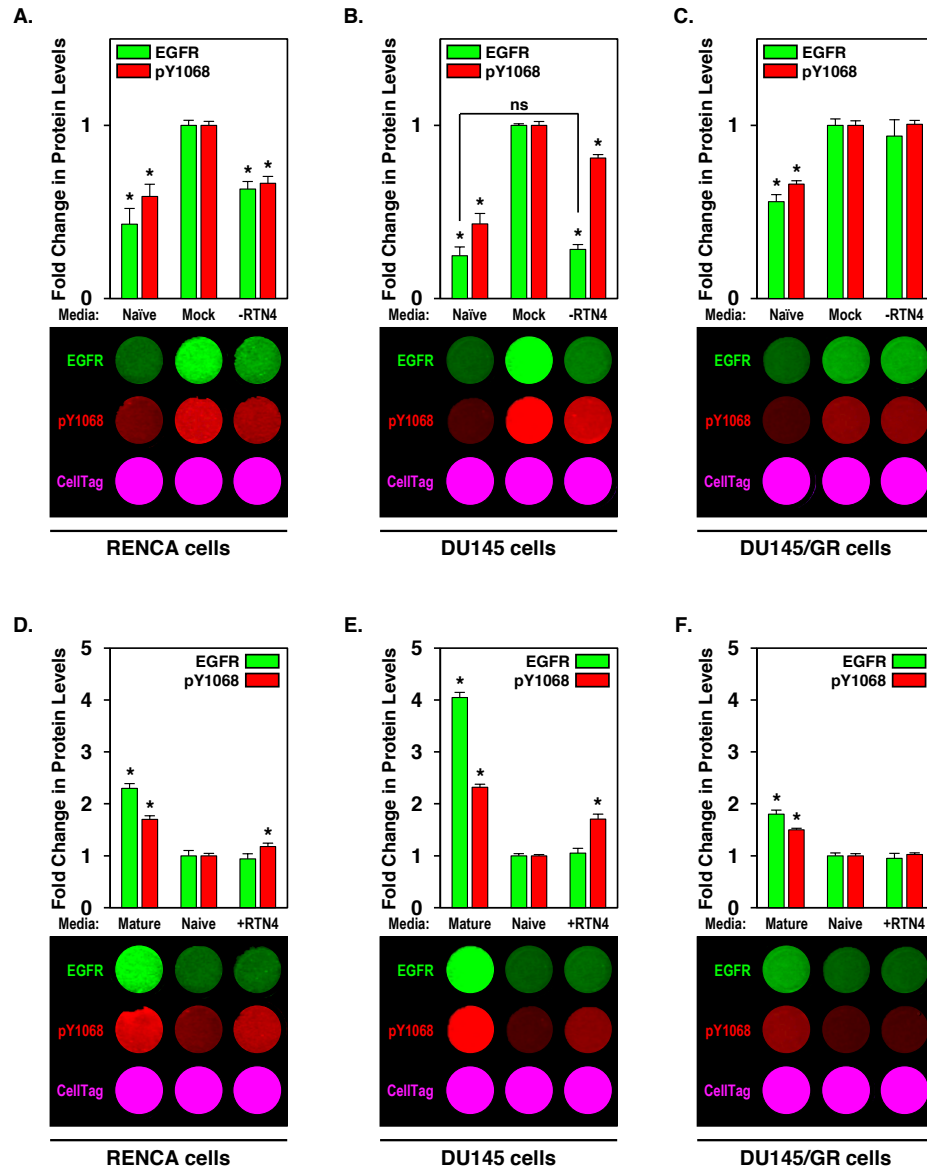 A.
EGFR
pY1068
Fold Change in Protein Levels
1
0
* * * *
Media: Naïve Mock -RTN4
EGFR
pY1068
CellTag
RENCA cells
B.
EGFR
pY1068
Fold Change in Protein Levels
1
0
ns
* * * *
Media: Naïve Mock -RTN4
EGFR
pY1068
CellTag
DU145 cells
C.
EGFR
pY1068
Fold Change in Protein Levels
1
0
* *
Media: Naïve Mock -RTN4
EGFR
pY1068
CellTag
DU145/GR cells
D.
EGFR
pY1068
Fold Change in Protein Levels
5
4
3
2
1
0
* * *
Media: Mature Naive +RTN4
EGFR
pY1068
CellTag
RENCA cells
E.
EGFR
pY1068
Fold Change in Protein Levels
5
4
3
2
1
0
* * *
Media: Mature Naive +RTN4
EGFR
pY1068
CellTag
DU145 cells
F.
EGFR
pY1068
Fold Change in Protein Levels
5
4
3
2
1
0
* *
Media: Mature Naive +RTN4
EGFR
pY1068
CellTag
DU145/GR cells